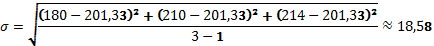 σ = √((180 − 201,33)² + (210 − 201,33)² + (214 − 201,33)²)/(3 − 1) ≈ 18,58